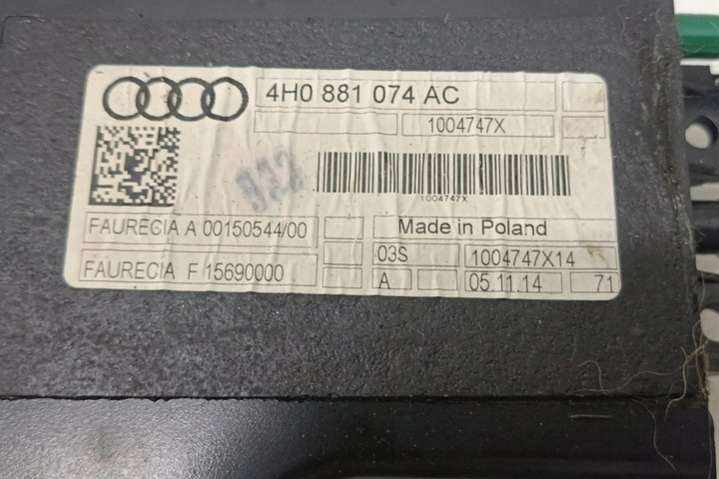 4H0 881 074 AC
1004747X
1004747X
FAURECIA A 00150544/00
Made in Poland
03S 1004747X14
FAURECIA F 15690000
A 05.11.14 71